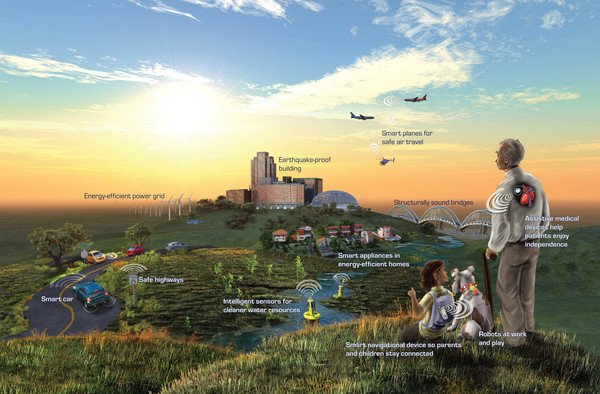 Smart planes for
safe air travel
Earthquake-proof
building
Energy-efficient power grid
Structurally sound bridges
Assistive medical
devices help
patients enjoy
independence
Smart appliances in
energy-efficient homes
Safe highways
Smart car
Intelligent sensors for
cleaner water resources
Robots at work
and play
Smart navigational device so parents
and children stay connected